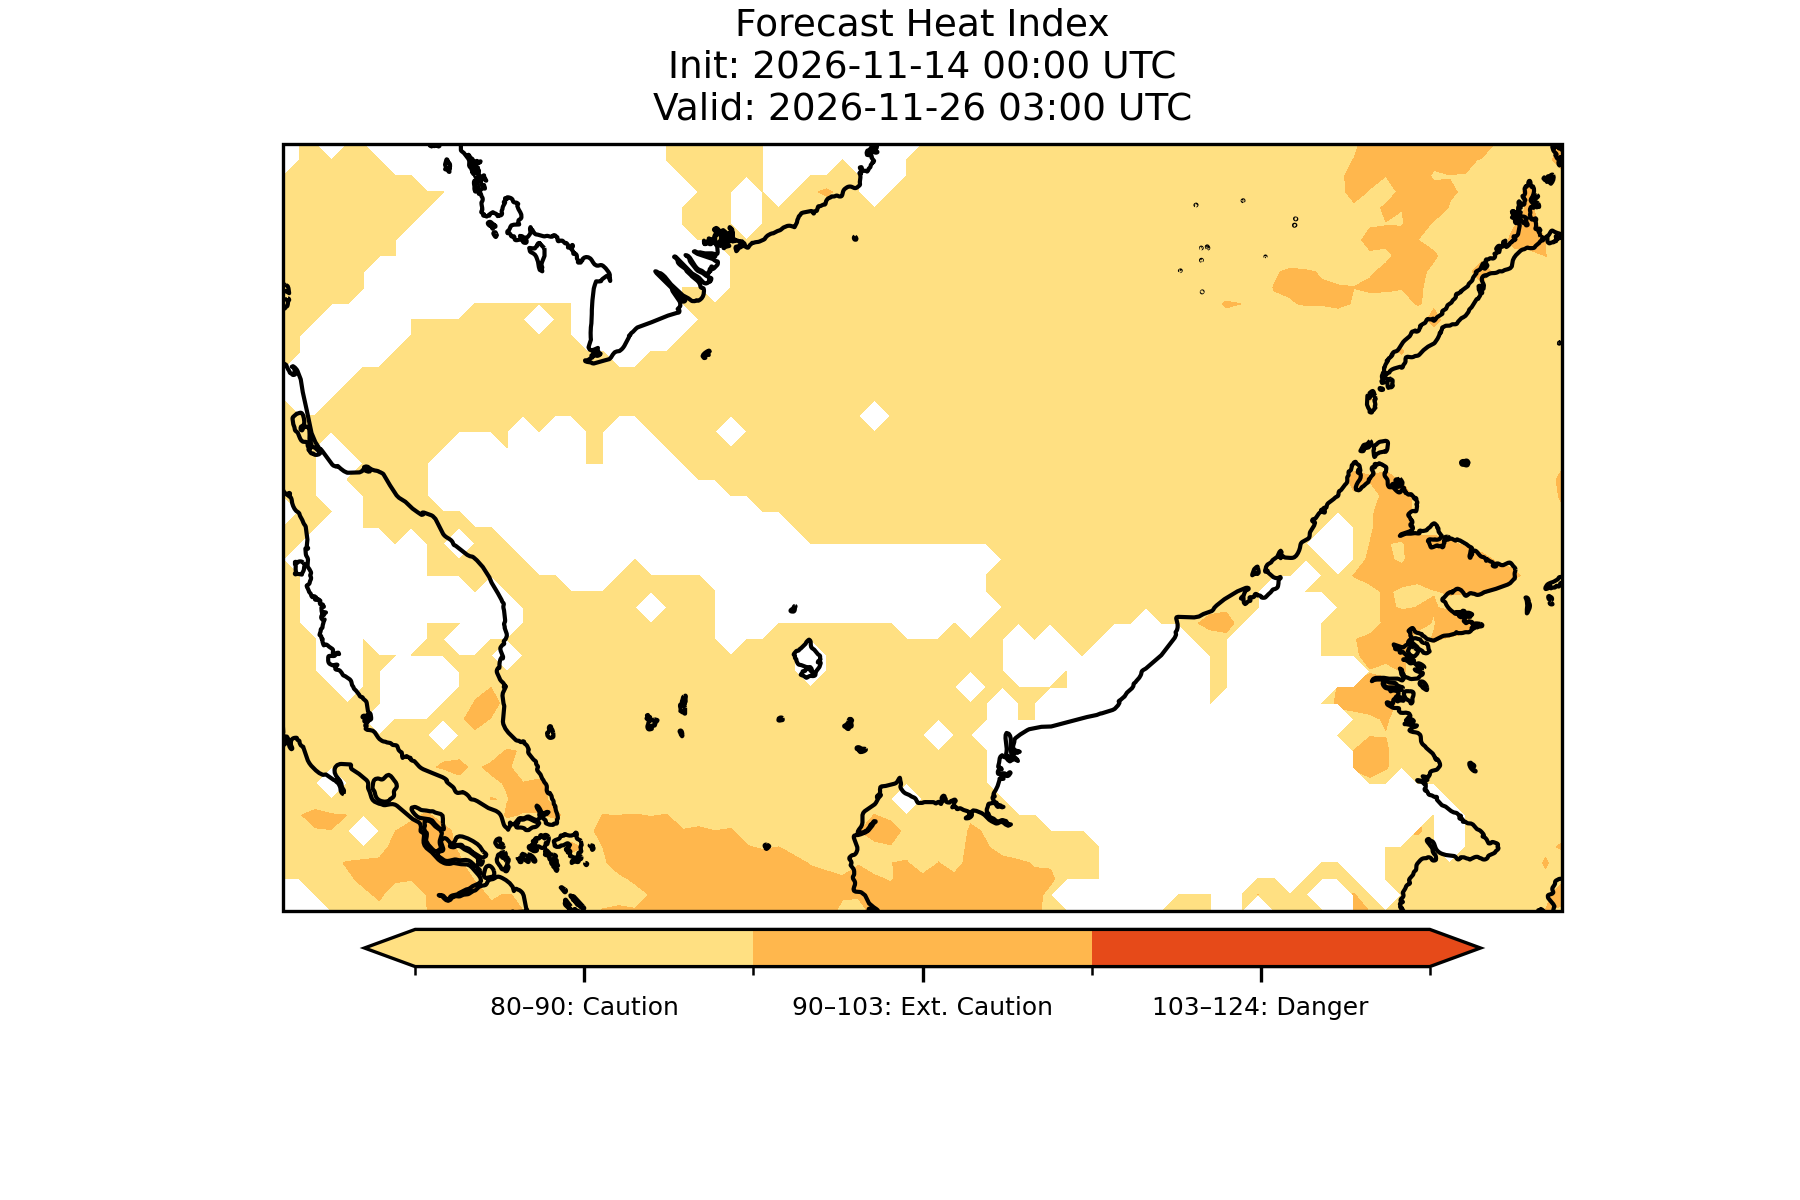 Forecast Heat Index
Init: 2026-11-14 00:00 UTC
Valid: 2026-11-26 03:00 UTC
80–90: Caution
90–103: Ext. Caution
103–124: Danger